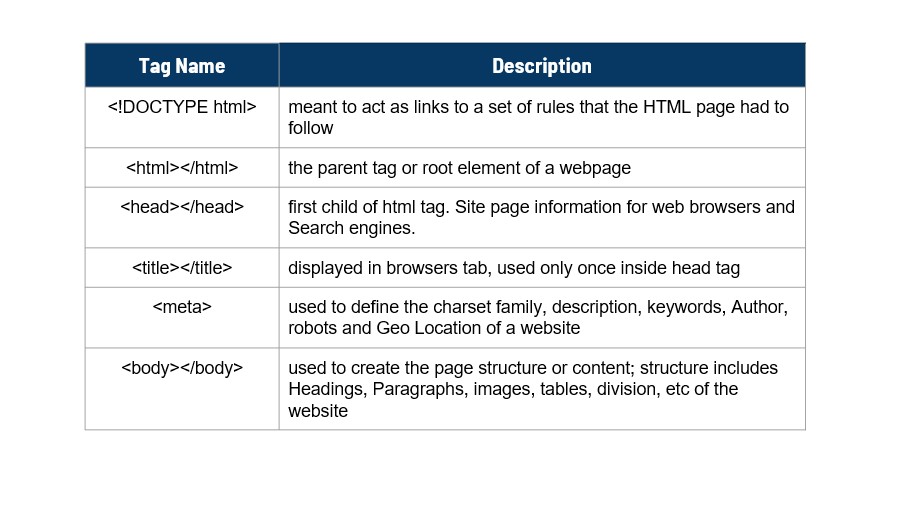 Tag Name Description
<!DOCTYPE html> meant to act as links to a set of rules that the HTML page had to
follow
<html></html> the parent tag or root element of a webpage
<head></head> first child of html tag. Site page information for web browsers and
Search engines.
<title></title> displayed in browsers tab, used only once inside head tag
<meta> used to define the charset family, description, keywords, Author,
robots and Geo Location of a website
<body></body> used to create the page structure or content; structure includes
Headings, Paragraphs, images, tables, division, etc of the
website